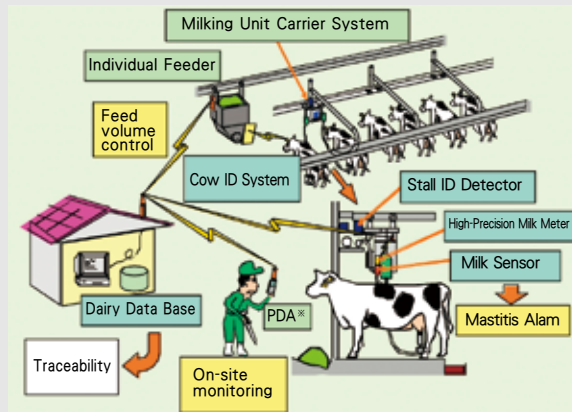 Milking Unit Carrier System
Individual Feeder
Feed
volume
control
Cow ID System
Stall ID Detector
High-Precision Milk Meter
Milk Sensor
Mastitis Alam
Dairy Data Base
PDA※
Traceability
On-site
monitoring